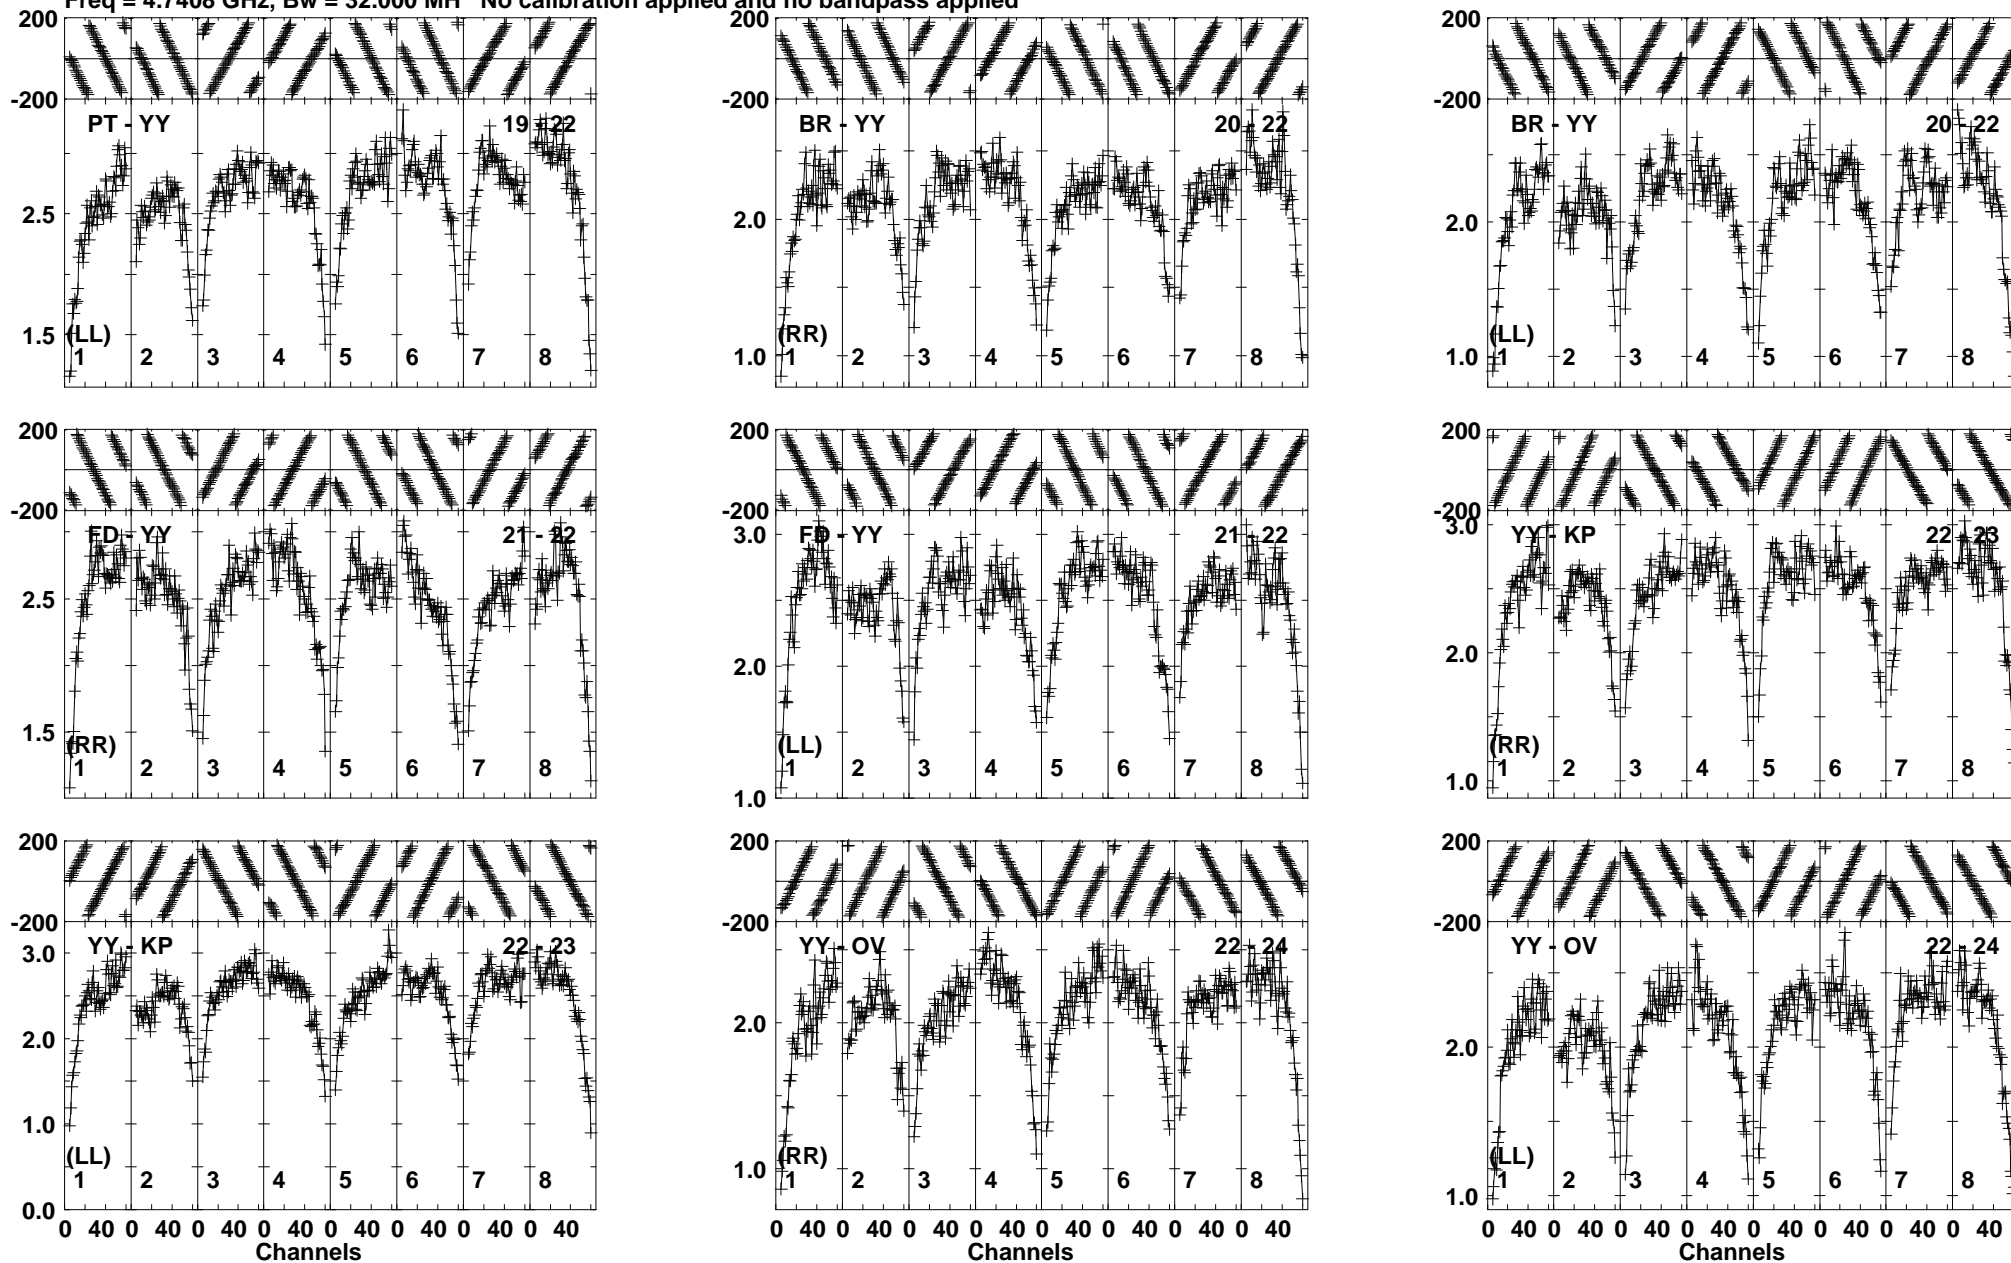 Freq = 4.7408 GHz, Bw = 32.000 MH No calibration applied and no bandpass applied
200 200 200
-200 -200 -200
PT - YY 19 - 22 BR - YY 20 - 22 BR - YY 20 - 22
2.5 2.0 2.0
1.5 (LL) (RR) (LL)
1.0 1.0
1 2 3 4 5 6 7 8 1 2 3 4 5 6 7 8 1 2 3 4 5 6 7 8
200 200 200
-200 -200 -200
FD - YY 21 - 22 FD - YY 21 - 22 YY - KP 22 - 23
3.0 3.0
2.5 2.0 2.0
1.5 (RR) (LL) (RR)
1 2 3 4 5 6 7 8 1 2 3 4 5 6 7 8 1 2 3 4 5 6 7 8
1.0 1.0
200 200 200
-200 -200 -200
YY - KP 22 - 23 YY - OV 22 - 24 YY - OV 22 - 24
3.0
2.0 2.0 2.0
1.0 (LL) 1.0 (RR) (LL)
1 2 3 4 5 6 7 8 1 2 3 4 5 6 7 8 1 2 3 4 5 6 7 8
0.0 1.0
0 40 0 40 0 40 0 40 0 40 0 40 0 40 0 40 0 40 0 40 0 40 0 40 0 40 0 40 0 40 0 40 0 40 0 40 0 40 0 40 0 40 0 40 0 40 0 40
Channels Channels Channels